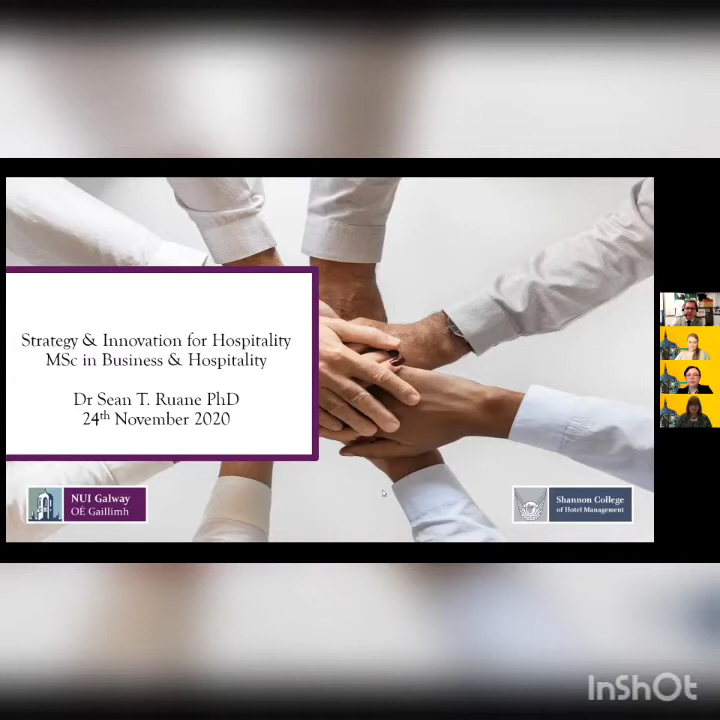 Strategy & Innovation for Hospitality
MSc in Business & Hospitality
Dr Sean T. Ruane PhD
24th November 2020
NUI Galway
OÉ Gaillimh
Shannon College
of Hotel Management
InShOt